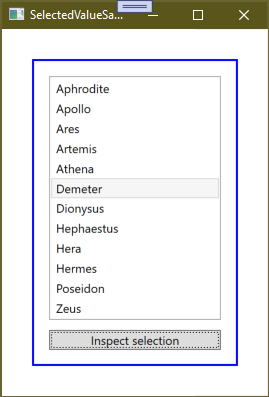 SelectedValueSa...
Aphrodite
Apollo
Ares
Artemis
Athena
Demeter
Dionysus
Hephaestus
Hera
Hermes
Poseidon
Zeus
Inspect selection